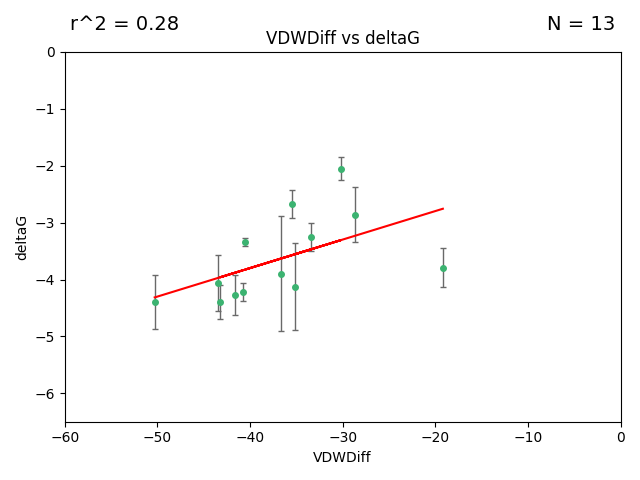 r^2 = 0.28
N = 13
VDWDiff vs deltaG
0
−1
−2
−3
−4
−5
−6
deltaG
−60 −50 −40 −30 −20 −10 0
VDWDiff